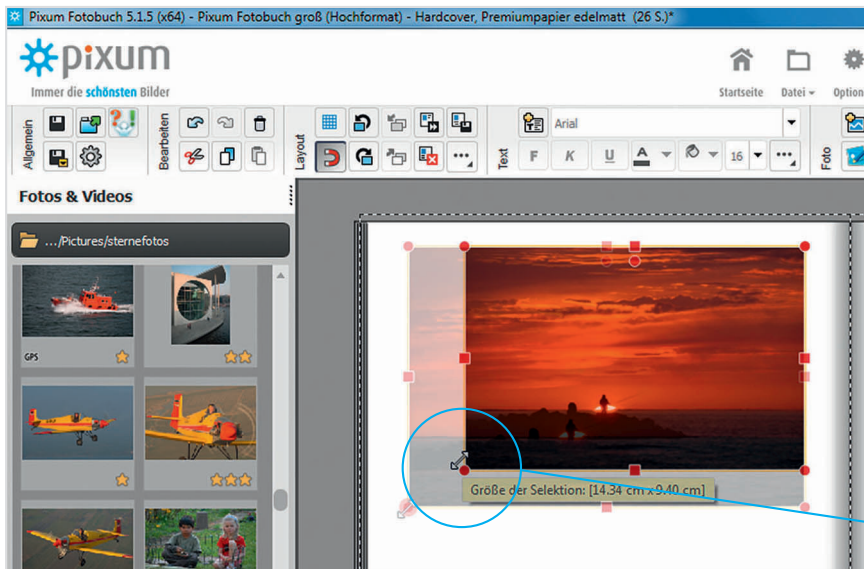 Pixum Fotobuch 5.1.5 (x64) - Pixum Fotobuch groß (Hochformat) - Hardcover, Premiumpapier edelmatt (26 S.)*
pixum
Immer die schönsten Bilder
Startseite
Datei
Option
Allgemein
Bearbeiten
Layout
Text
Arial
F K U A 16
Foto
Fotos & Videos
.../Pictures/sternefotos
GPS
Größe der Selektion: [14.34 cm x 9.40 cm]